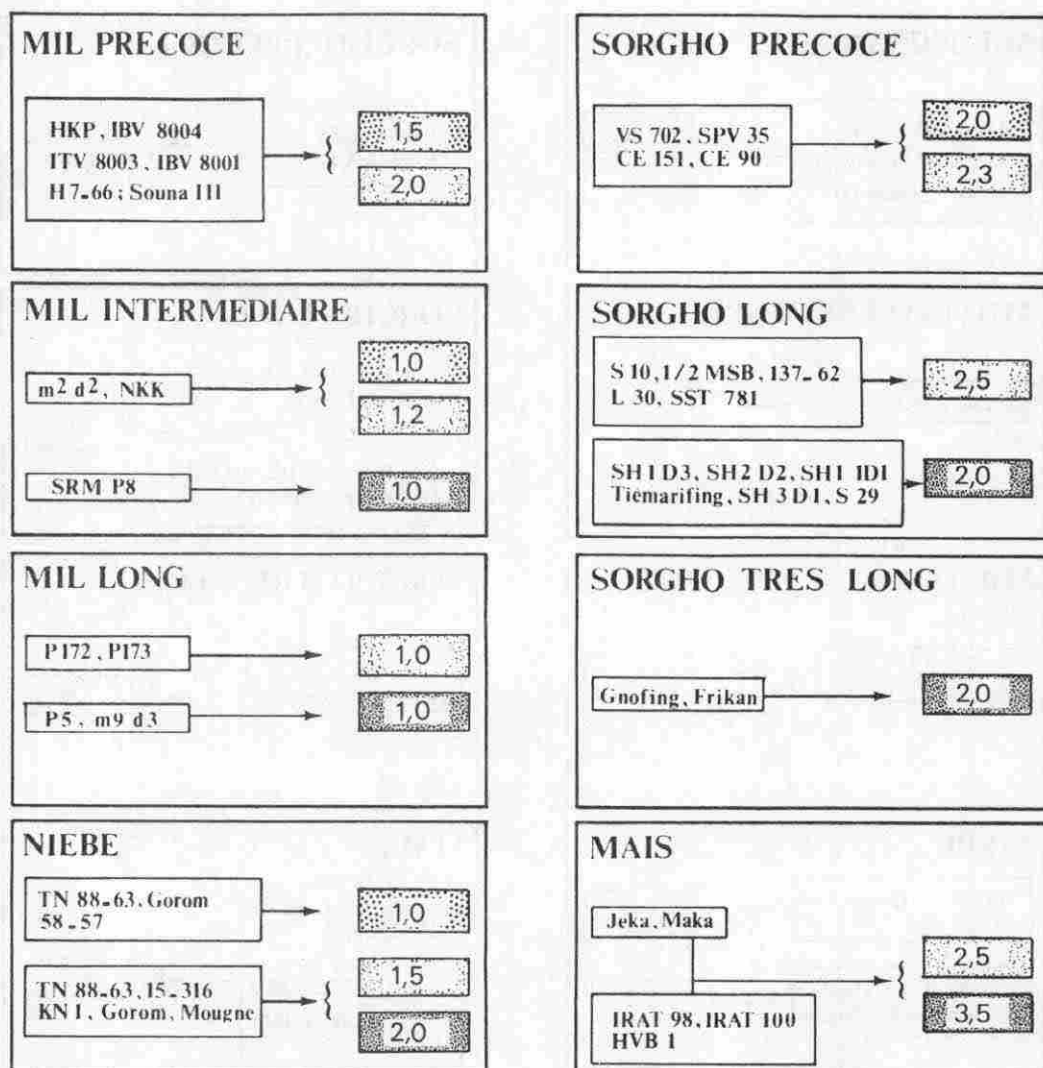 MIL PRECOCE
HKP, IBV 8004
ITV 8003, IBV 8001
H 7-66; Souna III
1,5
2,0
SORGHO PRECOCE
VS 702, SPV 35
CE 151, CE 90
2,0
2,3
MIL INTERMEDIAIRE
m² d², NKK
1,0
1,2
SRM P8
1,0
SORGHO LONG
S 10, 1/2 MSB, 137-62
L 30, SST 781
2,5
SH1 D3, SH2 D2, SH1 1D1
Tiemarifing, SH 3 D1, S 29
2,0
MIL LONG
P172, P173
1,0
P5, m9 d3
1,0
SORGHO TRES LONG
Gnofing, Frikan
2,0
NIEBE
TN 88-63, Gorom
58-57
1,0
TN 88-63, 15-316
KN1, Gorom, Mougne
1,5
2,0
MAIS
Jeka, Maka
IRAT 98, IRAT 100
HVB 1
2,5
3,5